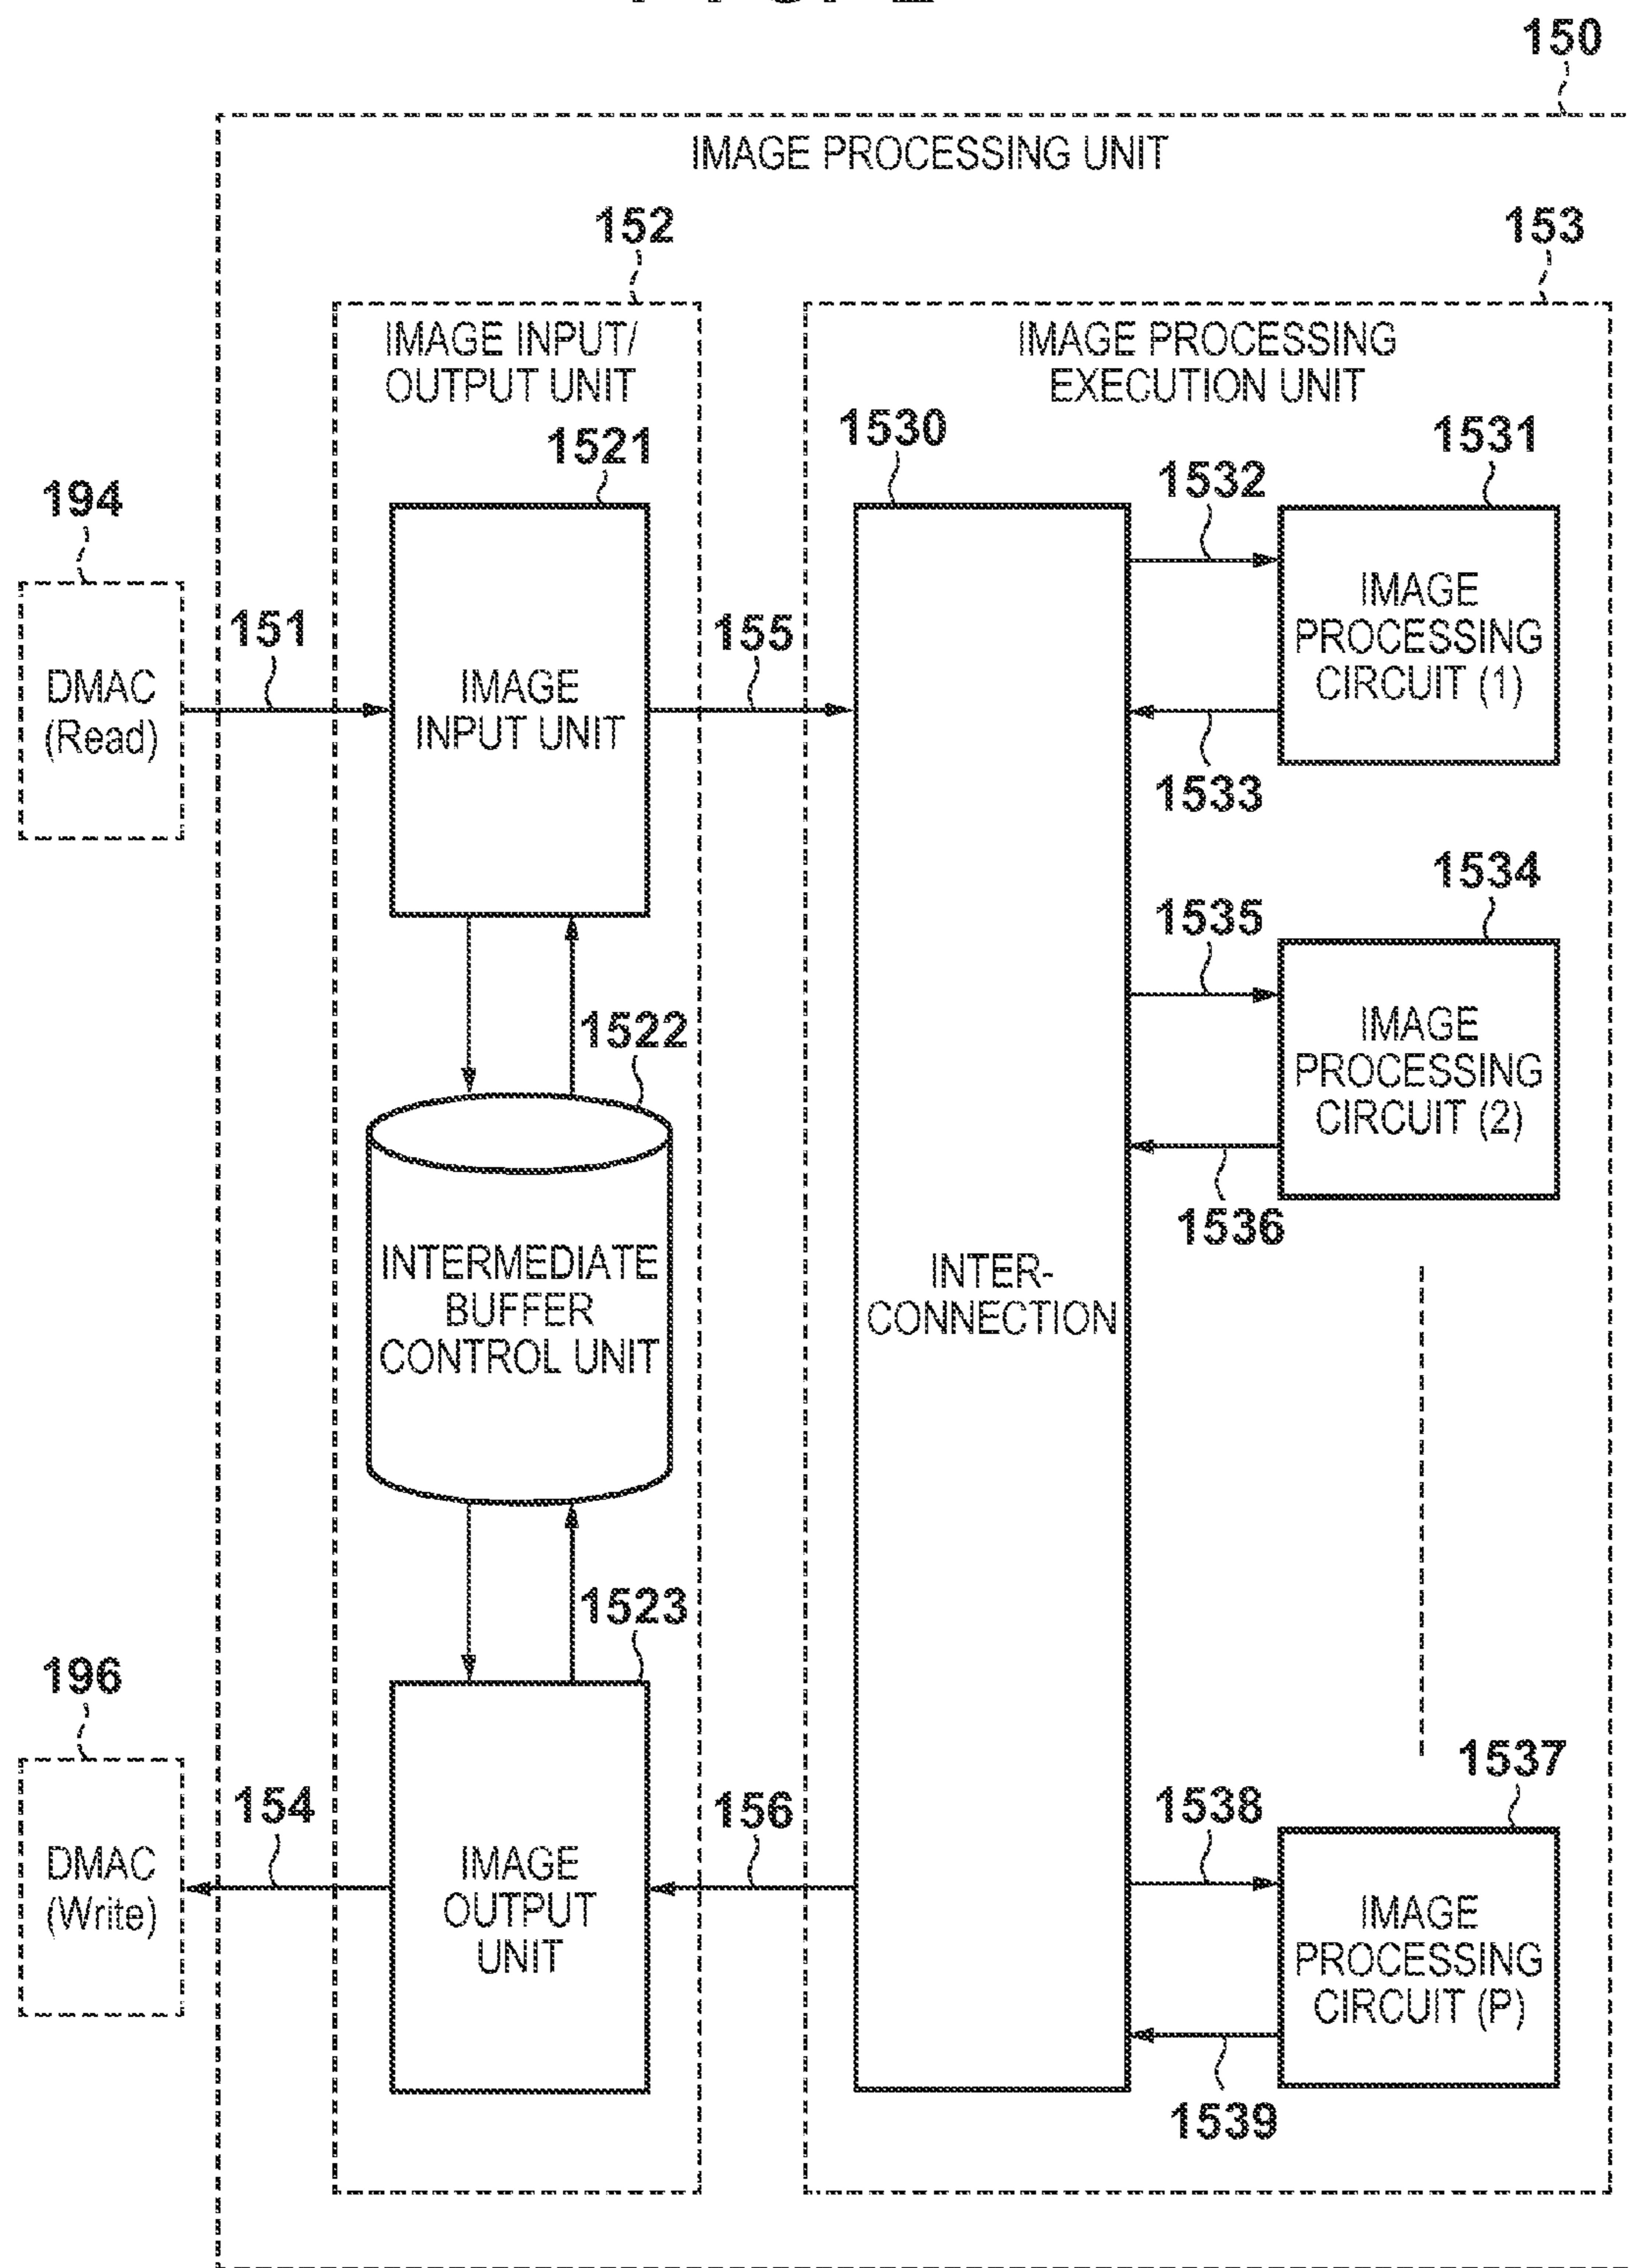 150
IMAGE PROCESSING UNIT
152
153
IMAGE INPUT/
OUTPUT UNIT
IMAGE PROCESSING
EXECUTION UNIT
1521
1530
1531
1532
194
DMAC
(Read)
151
IMAGE
INPUT UNIT
155
IMAGE
PROCESSING
CIRCUIT (1)
1533
1534
1535
IMAGE
PROCESSING
CIRCUIT (2)
1536
1522
INTERMEDIATE
BUFFER
CONTROL UNIT
INTER-
CONNECTION
1523
196
DMAC
(Write)
154
IMAGE
OUTPUT
UNIT
156
1537
1538
IMAGE
PROCESSING
CIRCUIT (P)
1539